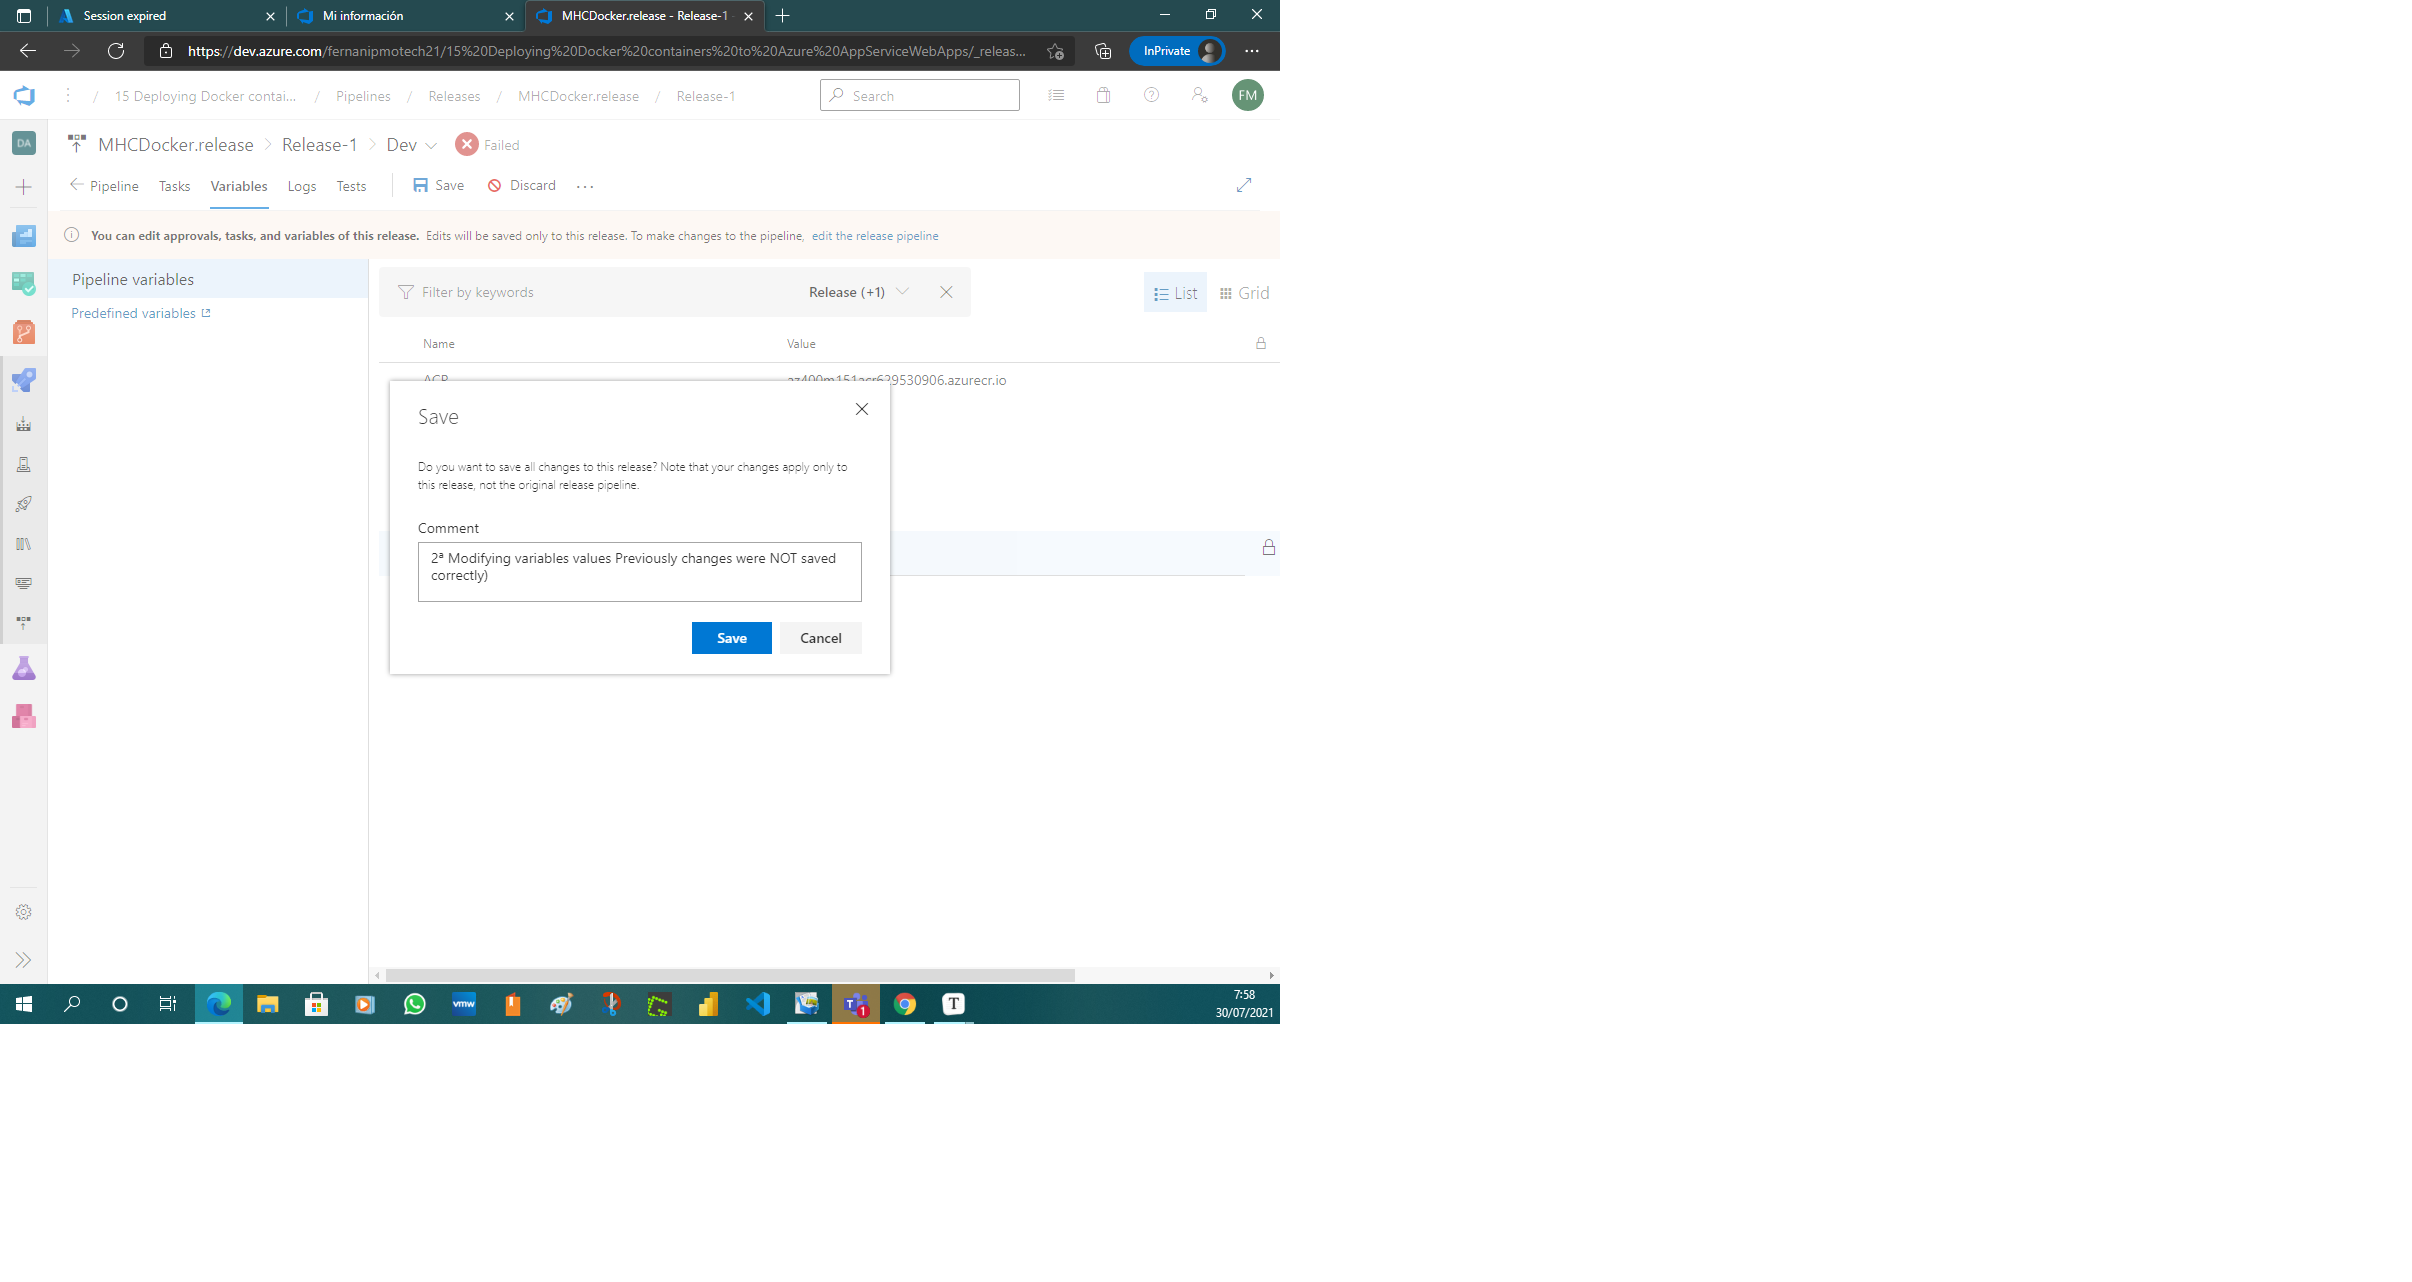 Session expired
Mi información
MHCDocker.release - Release-1 -
https://dev.azure.com/fernanipmotech21/15%20Deploying%20Docker%20containers%20to%20Azure%20AppServiceWebApps/_releas...
InPrivate
/ 15 Deploying Docker contai... / Pipelines / Releases / MHCDocker.release / Release-1
Search
FM
DA
MHCDocker.release > Release-1 > Dev
Failed
Pipeline
Tasks
Variables
Logs
Tests
Save
Discard
...
You can edit approvals, tasks, and variables of this release. Edits will be saved only to this release. To make changes to the pipeline, edit the release pipeline
Pipeline variables
Predefined variables
Filter by keywords
Release (+1)
List
Grid
Name
Value
ACR
az400m151acr629530906.azurecr.io
Save
Do you want to save all changes to this release? Note that your changes apply only to
this release, not the original release pipeline.
Comment
2ª Modifying variables values Previously changes were NOT saved
correctly)
Save
Cancel
vmw
T
1
T
7:58
30/07/2021